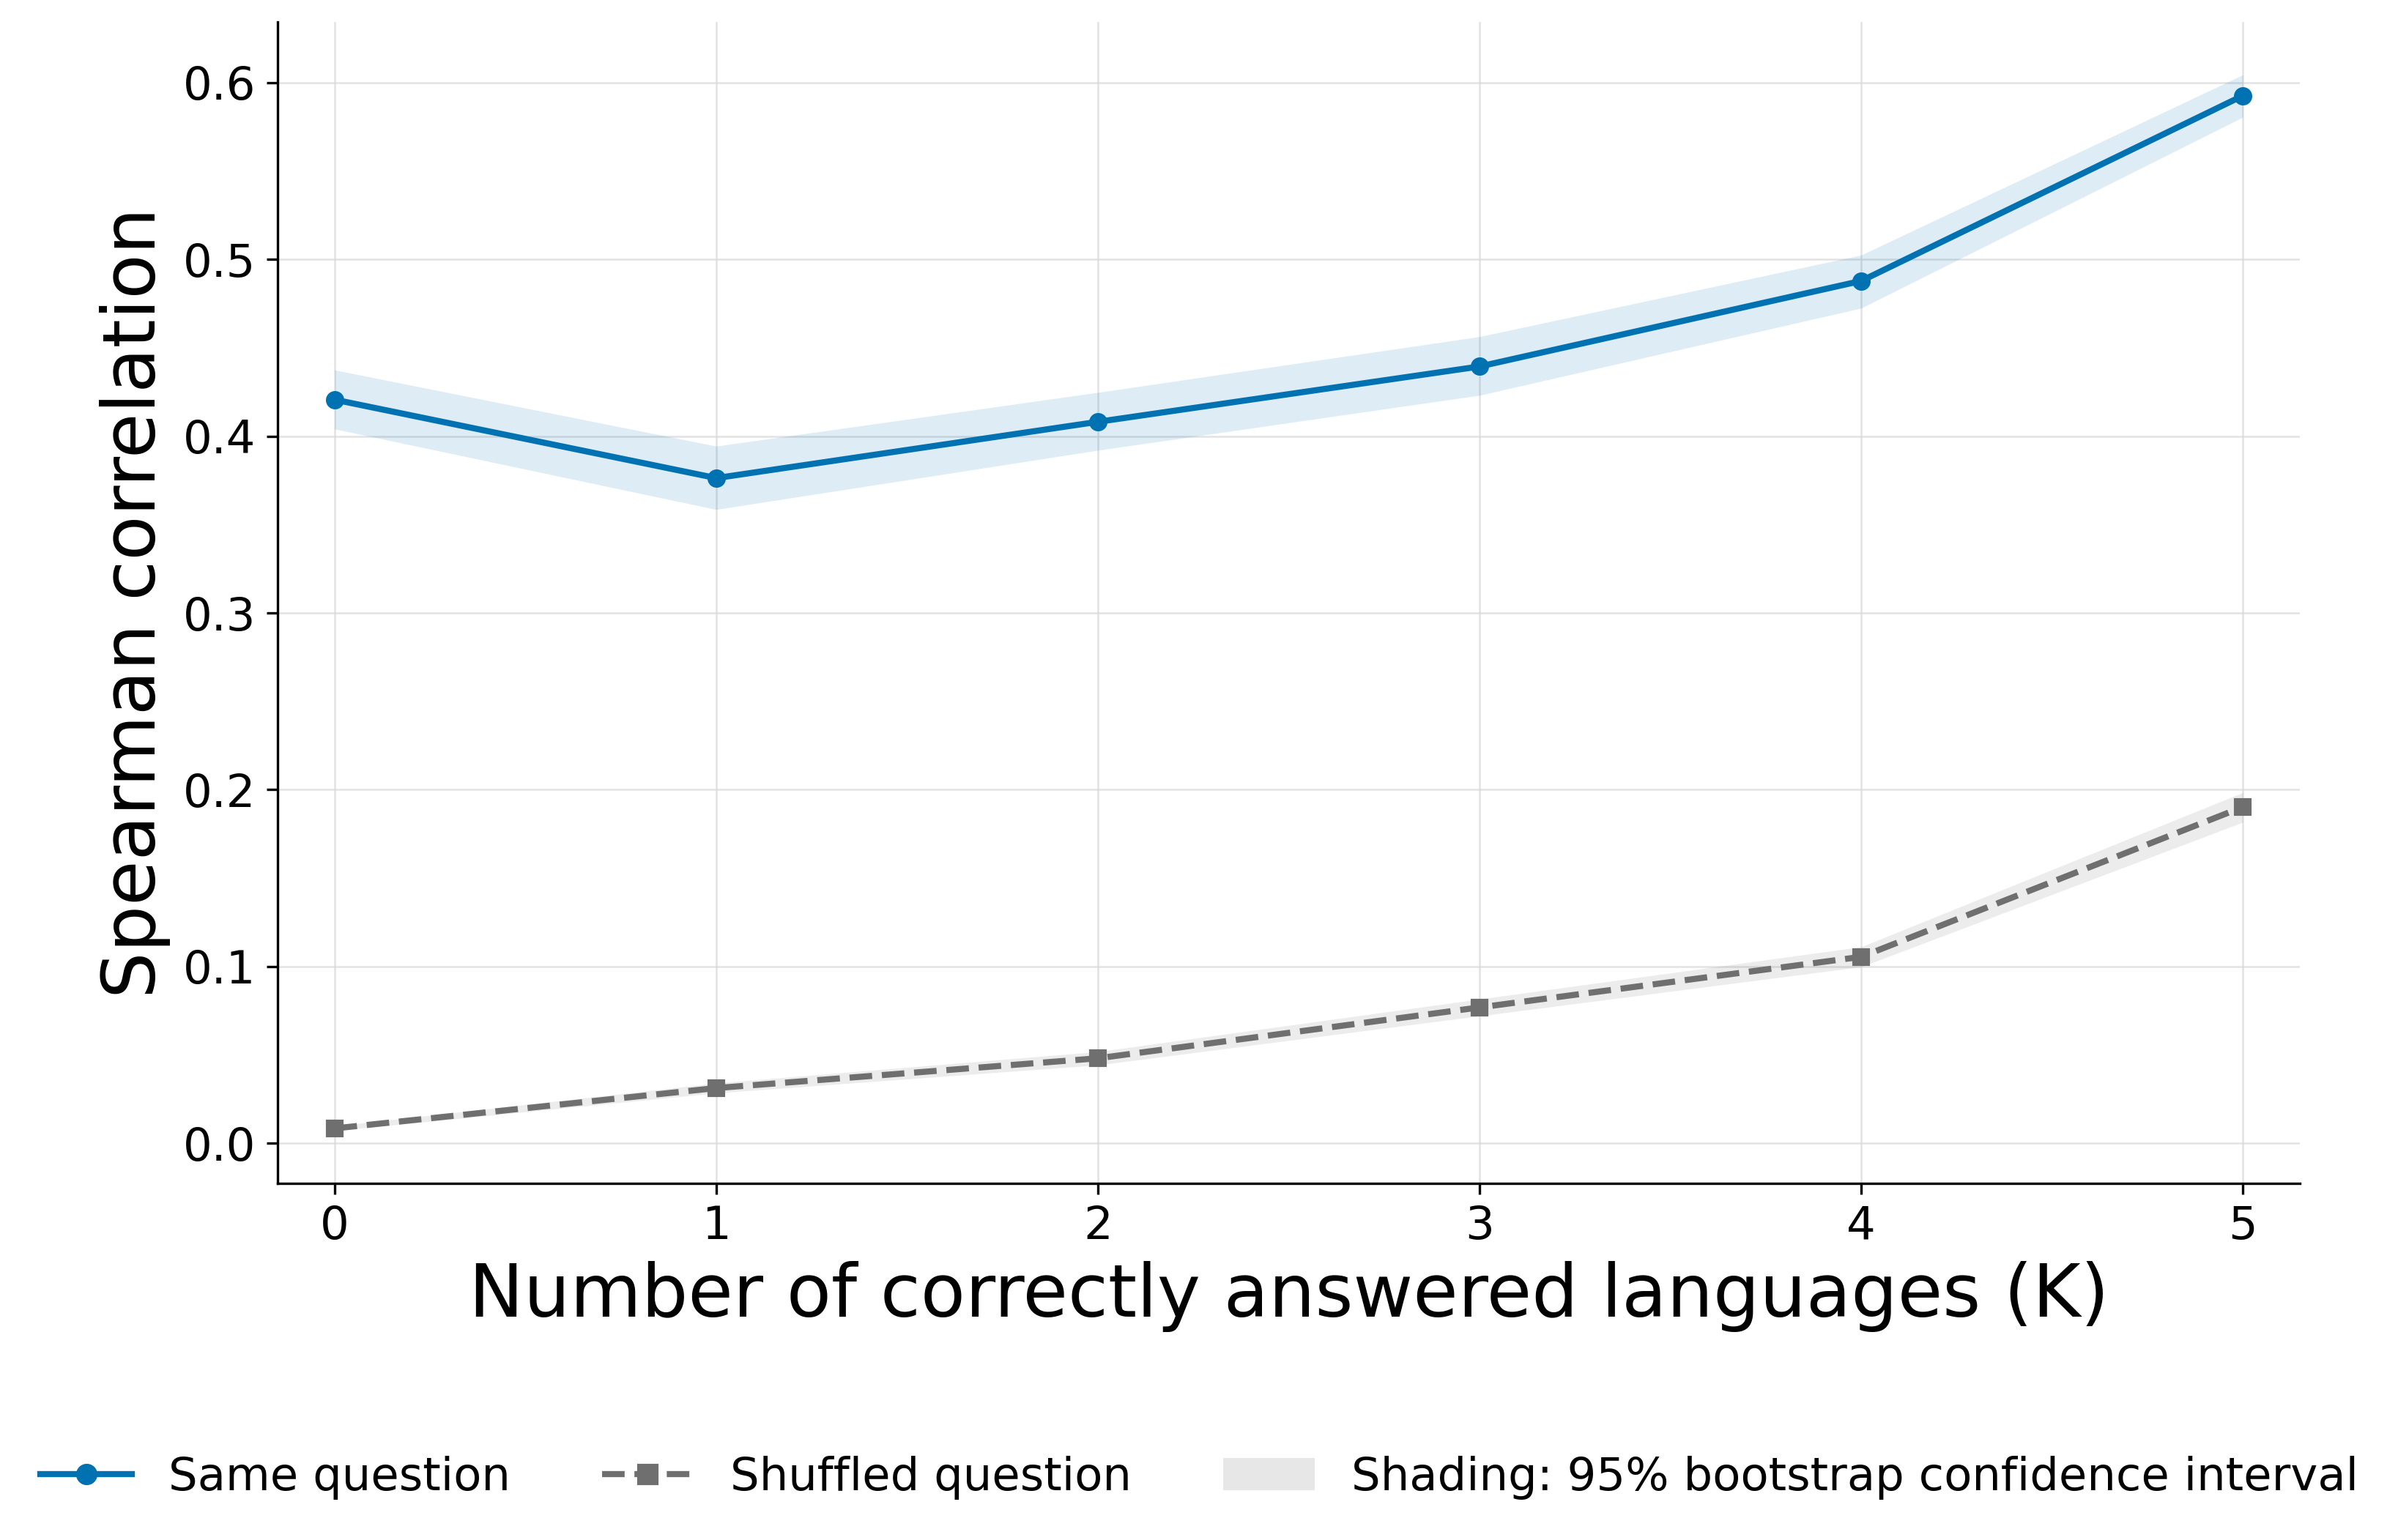 0.6
0.5
0.4
0.3
0.2
0.1
0.0
Spearman correlation
0 1 2 3 4 5
Number of correctly answered languages (K)
Same question Shuffled question Shading: 95% bootstrap confidence interval